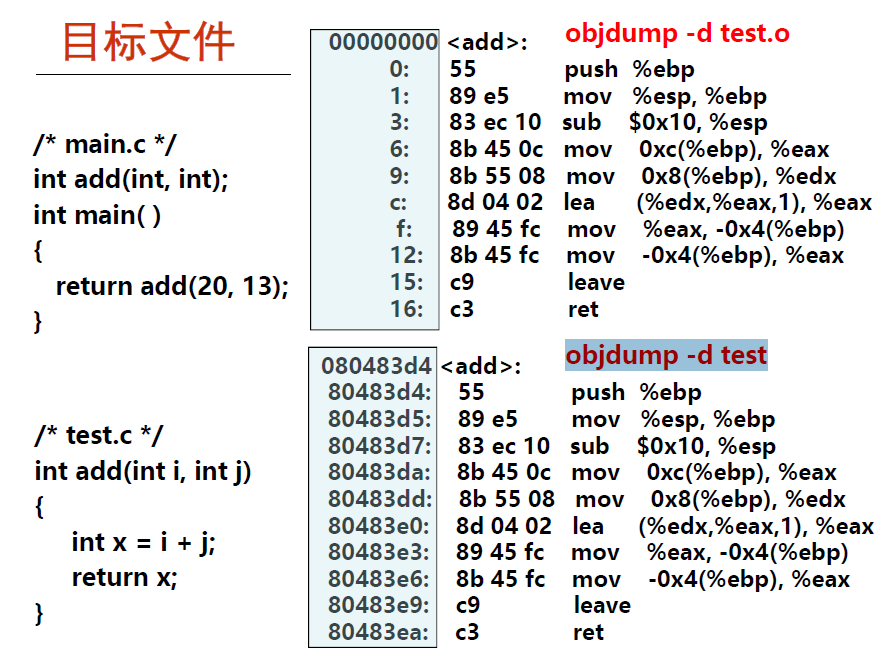 目标文件
/* main.c */
int add(int, int);
int main( )
{
return add(20, 13);
}
/* test.c */
int add(int i, int j)
{
int x = i + j;
return x;
}
objdump -d test.o
00000000 <add>:
0: 55 push %ebp
1: 89 e5 mov %esp, %ebp
3: 83 ec 10 sub $0x10, %esp
6: 8b 45 0c mov 0xc(%ebp), %eax
9: 8b 55 08 mov 0x8(%ebp), %edx
c: 8d 04 02 lea (%edx,%eax,1), %eax
f: 89 45 fc mov %eax, -0x4(%ebp)
12: 8b 45 fc mov -0x4(%ebp), %eax
15: c9 leave
16: c3 ret
objdump -d test
080483d4 <add>:
80483d4: 55 push %ebp
80483d5: 89 e5 mov %esp, %ebp
80483d7: 83 ec 10 sub $0x10, %esp
80483da: 8b 45 0c mov 0xc(%ebp), %eax
80483dd: 8b 55 08 mov 0x8(%ebp), %edx
80483e0: 8d 04 02 lea (%edx,%eax,1), %eax
80483e3: 89 45 fc mov %eax, -0x4(%ebp)
80483e6: 8b 45 fc mov -0x4(%ebp), %eax
80483e9: c9 leave
80483ea: c3 ret